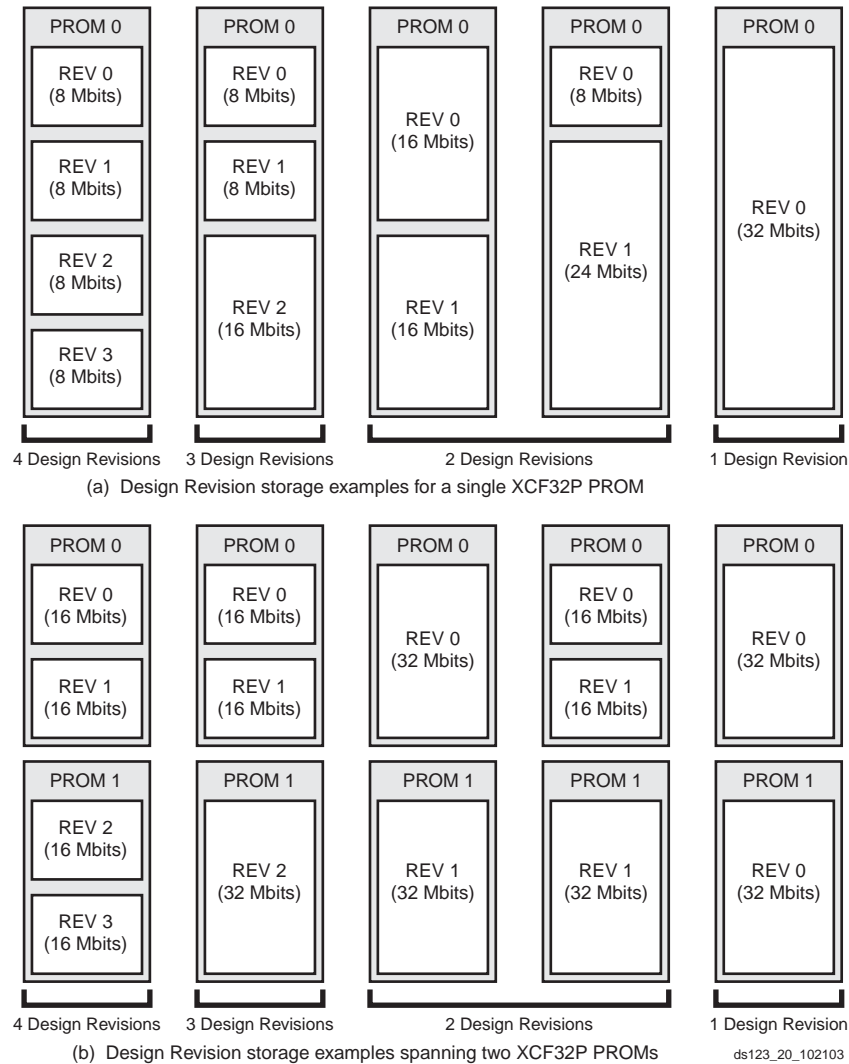 PROM 0
REV 0
(8 Mbits)
REV 1
(8 Mbits)
REV 2
(8 Mbits)
REV 3
(8 Mbits)
PROM 0
REV 0
(8 Mbits)
REV 1
(8 Mbits)
REV 2
(16 Mbits)
PROM 0
REV 0
(16 Mbits)
REV 1
(16 Mbits)
PROM 0
REV 0
(8 Mbits)
REV 1
(24 Mbits)
PROM 0
REV 0
(32 Mbits)
4 Design Revisions
3 Design Revisions
2 Design Revisions
1 Design Revision
(a) Design Revision storage examples for a single XCF32P PROM
PROM 0
REV 0
(16 Mbits)
REV 1
(16 Mbits)
PROM 0
REV 0
(16 Mbits)
REV 1
(16 Mbits)
PROM 0
REV 0
(32 Mbits)
PROM 0
REV 0
(16 Mbits)
REV 1
(16 Mbits)
PROM 0
REV 0
(32 Mbits)
PROM 1
REV 2
(16 Mbits)
REV 3
(16 Mbits)
PROM 1
REV 2
(32 Mbits)
PROM 1
REV 1
(32 Mbits)
PROM 1
REV 1
(32 Mbits)
PROM 1
REV 0
(32 Mbits)
4 Design Revisions
3 Design Revisions
2 Design Revisions
1 Design Revision
(b) Design Revision storage examples spanning two XCF32P PROMs
ds123_20_102103